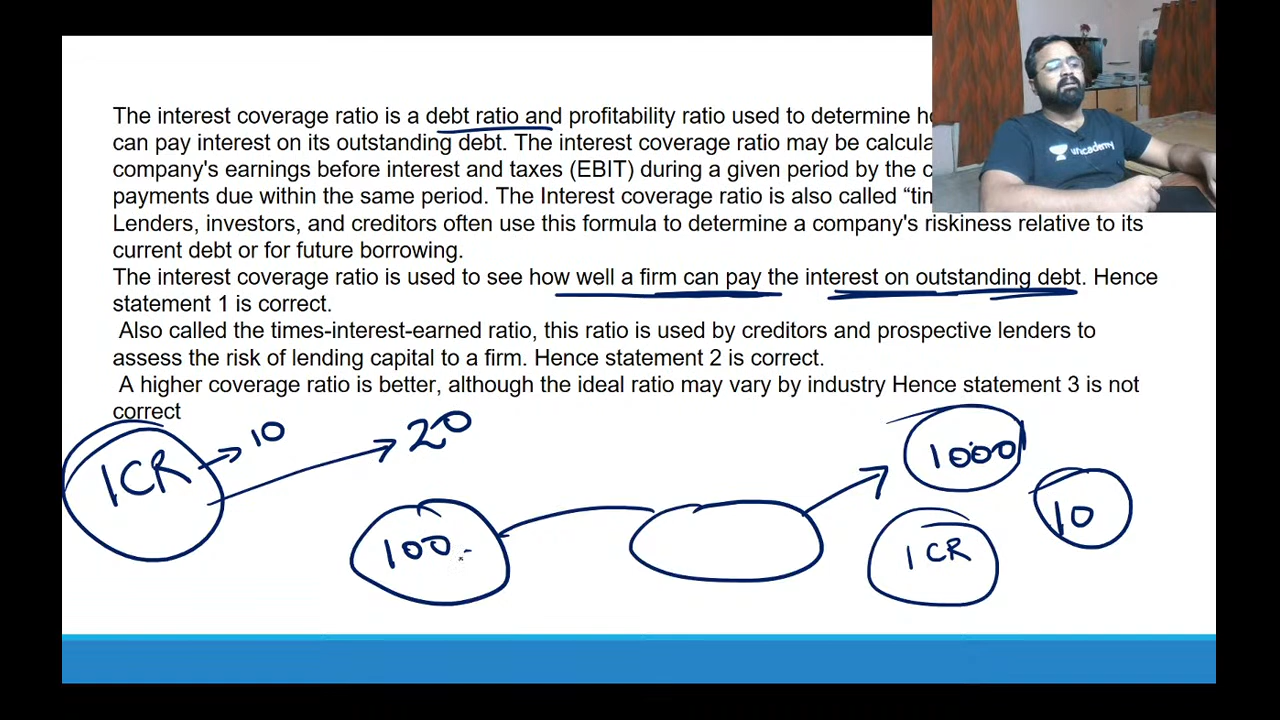 The interest coverage ratio is a debt ratio and profitability ratio used to determine
can pay interest on its outstanding debt. The interest coverage ratio may be
company's earnings before interest and taxes (EBIT) during a given period by the
payments due within the same period. The Interest coverage ratio is also called
Lenders, investors, and creditors often use this formula to determine a company's riskiness relative to its
current debt or for future borrowing.
The interest coverage ratio is used to see how well a firm can pay the interest on outstanding debt. Hence
statement 1 is correct.
Also called the times-interest-earned ratio, this ratio is used by creditors and prospective lenders to
assess the risk of lending capital to a firm. Hence statement 2 is correct.
A higher coverage ratio is better, although the ideal ratio may vary by industry Hence statement 3 is not
correct
ICR 10 20
100
1000
10
ICR
unacademy